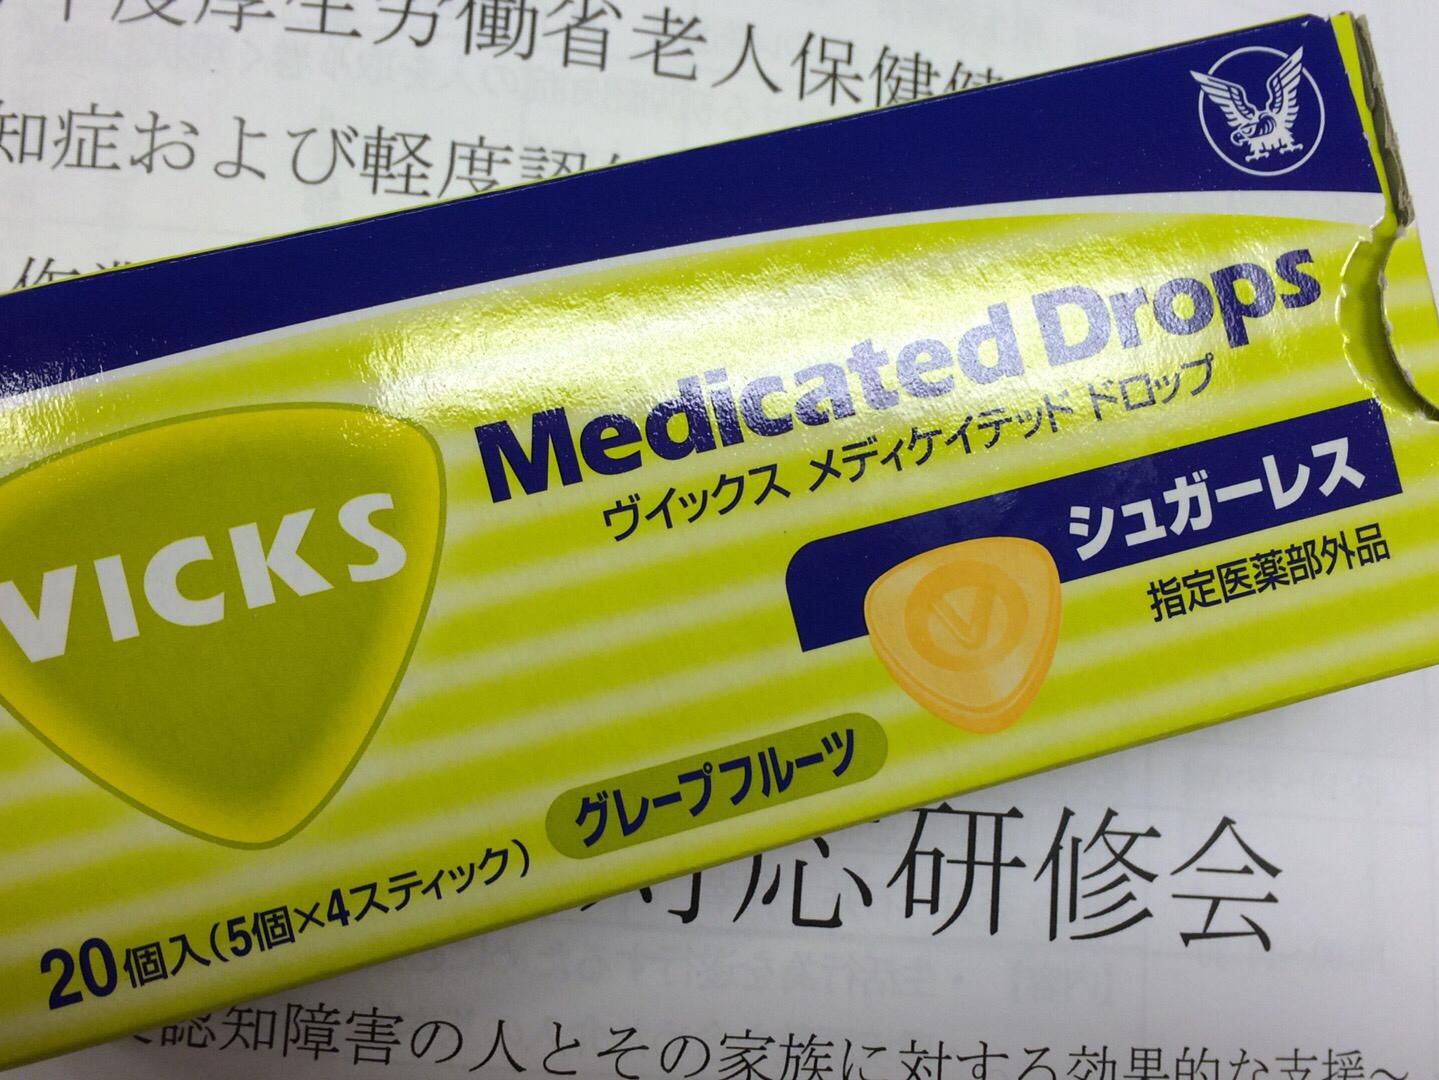 年度厚生労働省老人保健健
知症および軽度認
Medicated Drops
ヴイックス メディケイテッド ドロップ
VICKS
シュガーレス
指定医薬部外品
グレープフルーツ
20個入(5個×4スティック)
対応研修会
認知障害の人とその家族に対する効果的な支援～